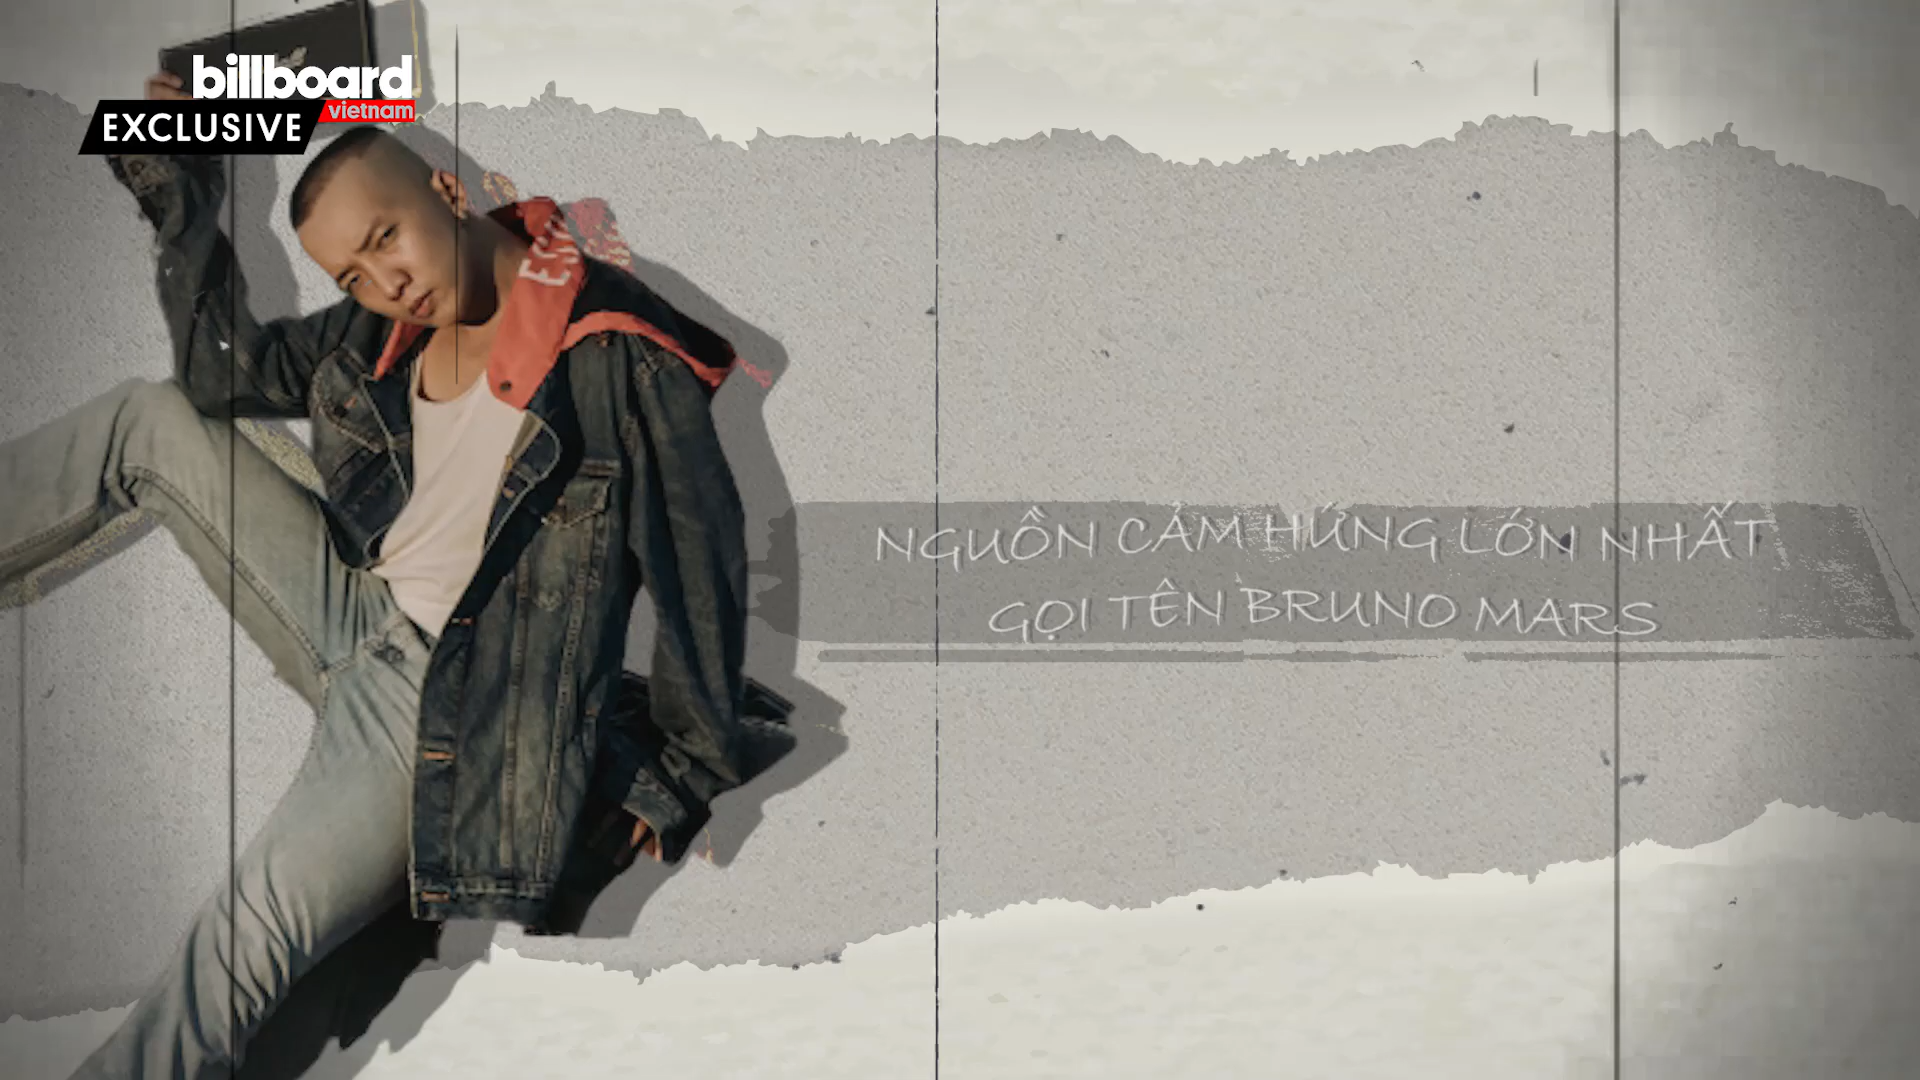 billboard
vietnam
EXCLUSIVE
NGUỒN CẢM HỨNG LỚN NHẤT
GỌI TÊN BRUNO MARS